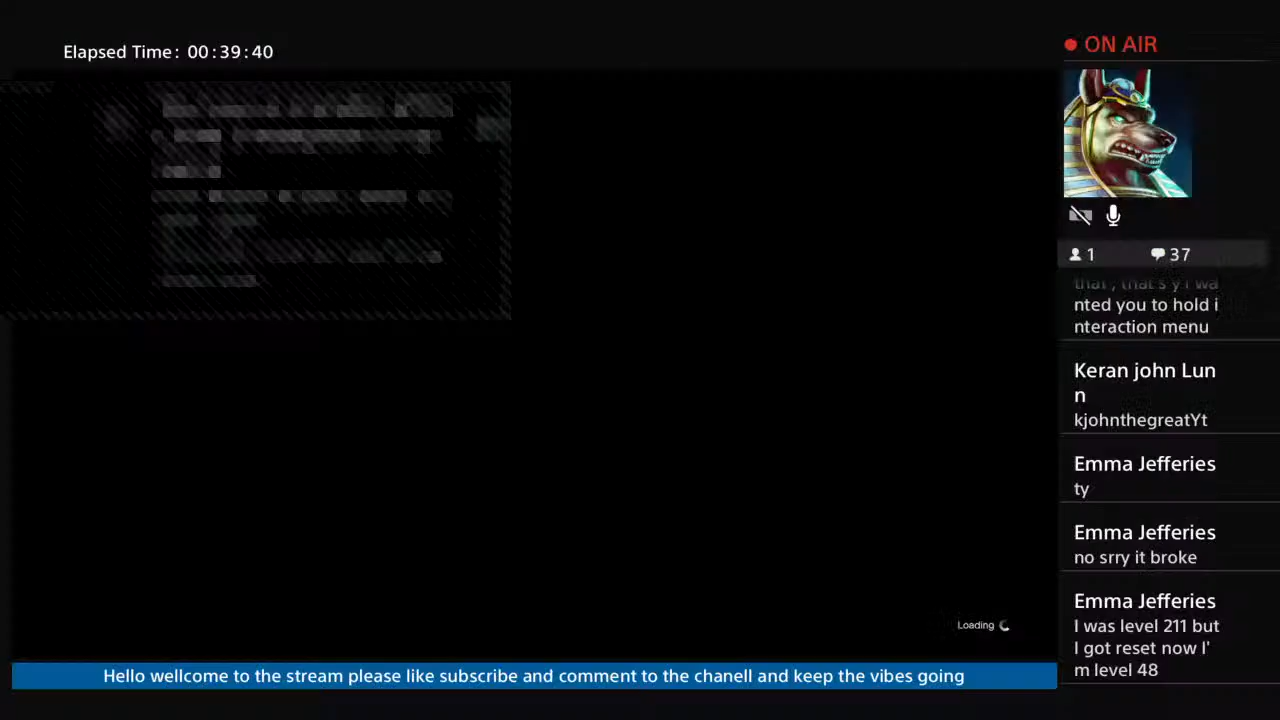 Elapsed Time: 00:39:40
ON AIR
1 37
that , that's y i wa
nted you to hold i
nteraction menu
Keran john Lun
n
kjohnthegreatYt
Emma Jefferies
ty
Emma Jefferies
no srry it broke
Emma Jefferies
I was level 211 but
I got reset now I'
m level 48
Loading
Hello wellcome to the stream please like subscribe and comment to the chanell and keep the vibes going